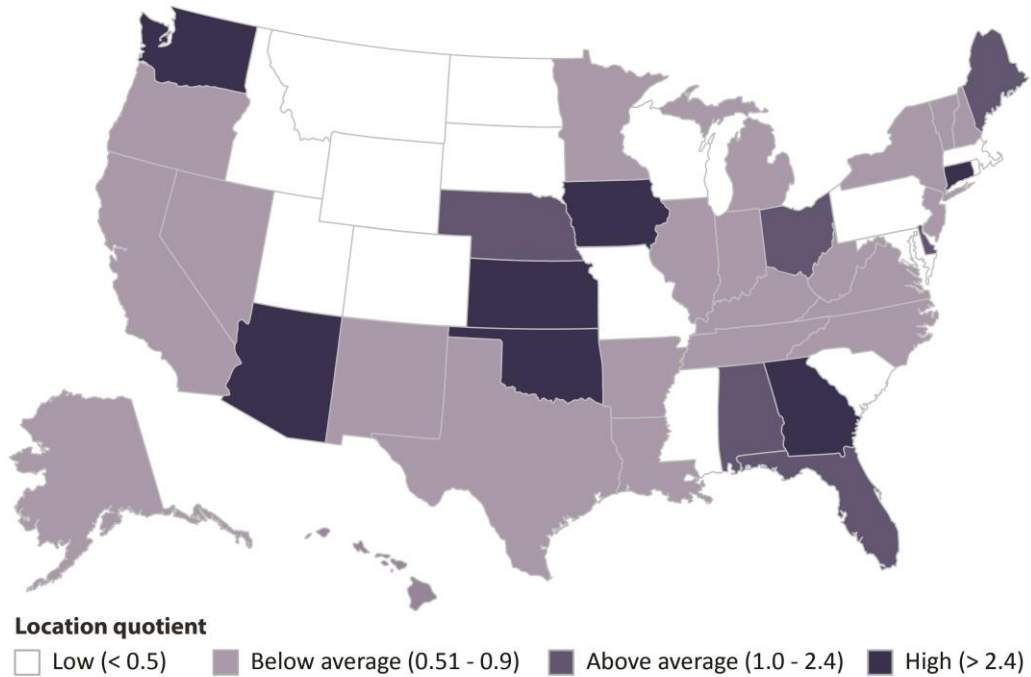 Location quotient
Low (< 0.5) Below average (0.51 - 0.9) Above average (1.0 - 2.4) High (> 2.4)